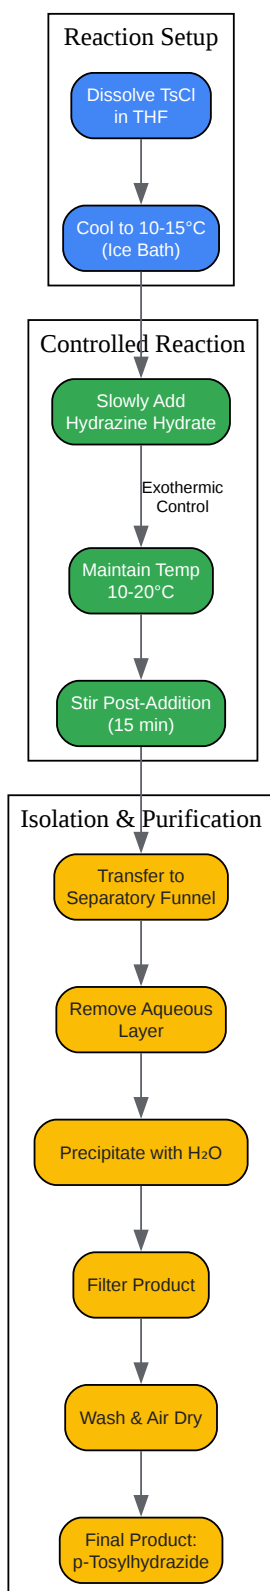 Reaction Setup
Dissolve TsCl
in THF
Cool to 10-15°C
(Ice Bath)
Controlled Reaction
Slowly Add
Hydrazine Hydrate
Exothermic
Control
Maintain Temp
10-20°C
Stir Post-Addition
(15 min)
Isolation & Purification
Transfer to
Separatory Funnel
Remove Aqueous
Layer
Precipitate with H₂O
Filter Product
Wash & Air Dry
Final Product:
p-Tosylhydrazide